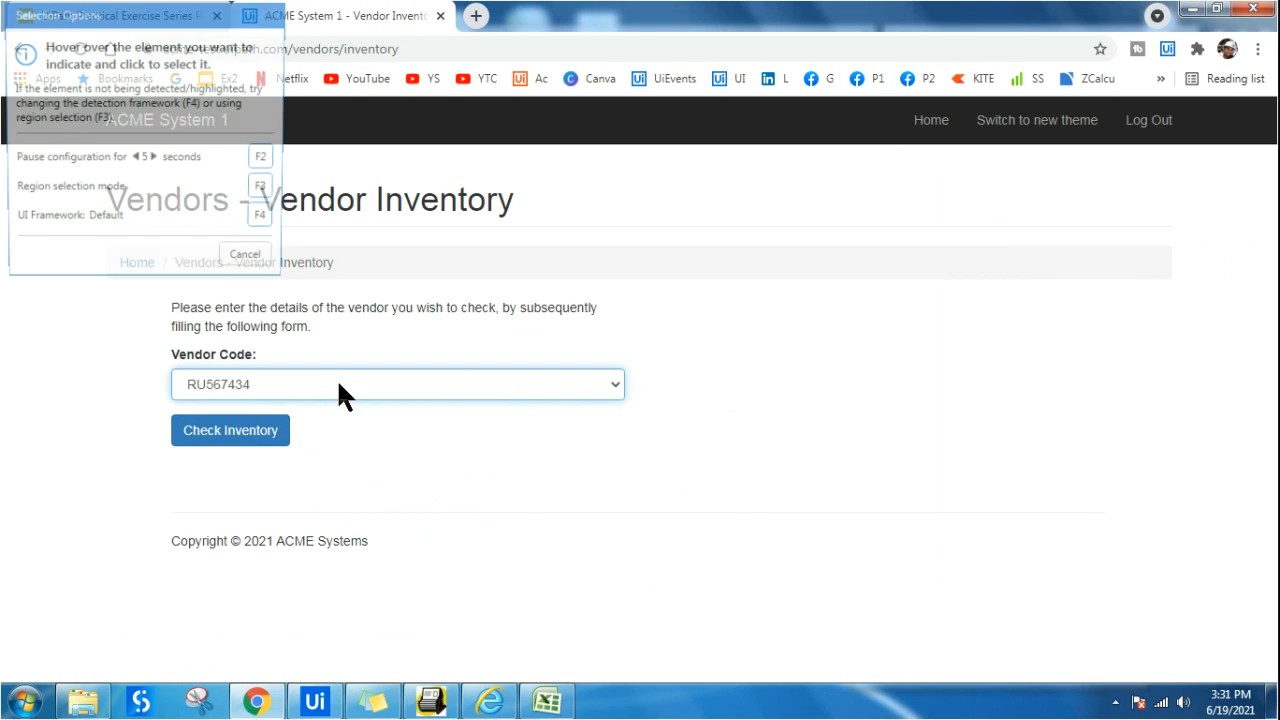 Selection Options
ical Exercise Series P
ACME System 1 - Vendor Invento
.com/vendors/inventory
Hover over the element you want to
indicate and click to select it.
If the element is not being detected/highlighted, try
changing the detection framework (F4) or using
region selection (F3).
Pause configuration for 5 seconds F2
Region selection mode F3
UI Framework: Default F4
Cancel
Apps Bookmarks Ex2 Netflix YouTube YS YTC Ac Canva UiEvents UI L G P1 P2 KITE SS ZCalcu » Reading list
ACME System 1
Home Switch to new theme Log Out
Vendors - Vendor Inventory
Home / Vendors - Vendor Inventory
Please enter the details of the vendor you wish to check, by subsequently
filling the following form.
Vendor Code:
RU567434
Check Inventory
Copyright © 2021 ACME Systems
3:31 PM
6/19/2021